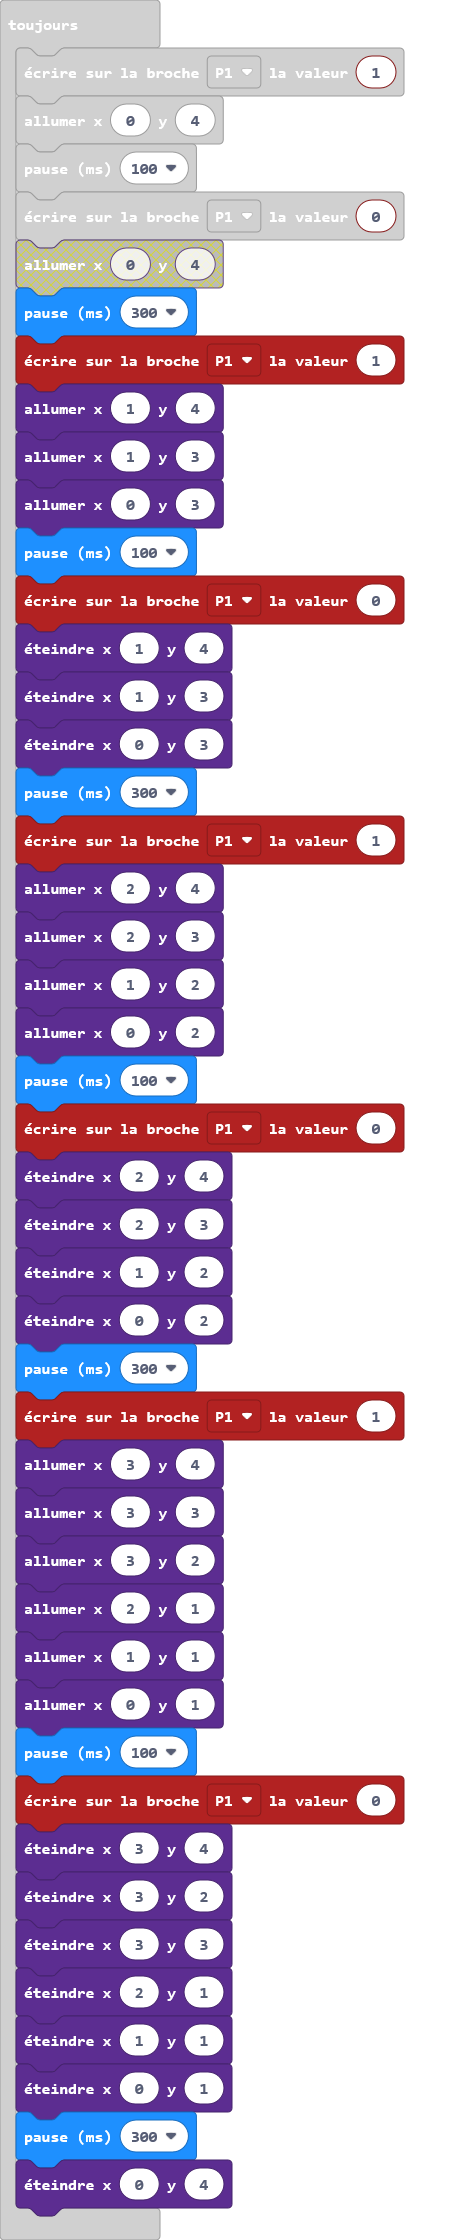 toujours
écrire sur la broche P1 la valeur 1
allumer x 0 y 4
pause (ms) 100
écrire sur la broche P1 la valeur 0
allumer x 0 y 4
pause (ms) 300
écrire sur la broche P1 la valeur 1
allumer x 1 y 4
allumer x 1 y 3
allumer x 0 y 3
pause (ms) 100
écrire sur la broche P1 la valeur 0
éteindre x 1 y 4
éteindre x 1 y 3
éteindre x 0 y 3
pause (ms) 300
écrire sur la broche P1 la valeur 1
allumer x 2 y 4
allumer x 2 y 3
allumer x 1 y 2
allumer x 0 y 2
pause (ms) 100
écrire sur la broche P1 la valeur 0
éteindre x 2 y 4
éteindre x 2 y 3
éteindre x 1 y 2
éteindre x 0 y 2
pause (ms) 300
écrire sur la broche P1 la valeur 1
allumer x 3 y 4
allumer x 3 y 3
allumer x 3 y 2
allumer x 2 y 1
allumer x 1 y 1
allumer x 0 y 1
pause (ms) 100
écrire sur la broche P1 la valeur 0
éteindre x 3 y 4
éteindre x 3 y 2
éteindre x 3 y 3
éteindre x 2 y 1
éteindre x 1 y 1
éteindre x 0 y 1
pause (ms) 300
éteindre x 0 y 4